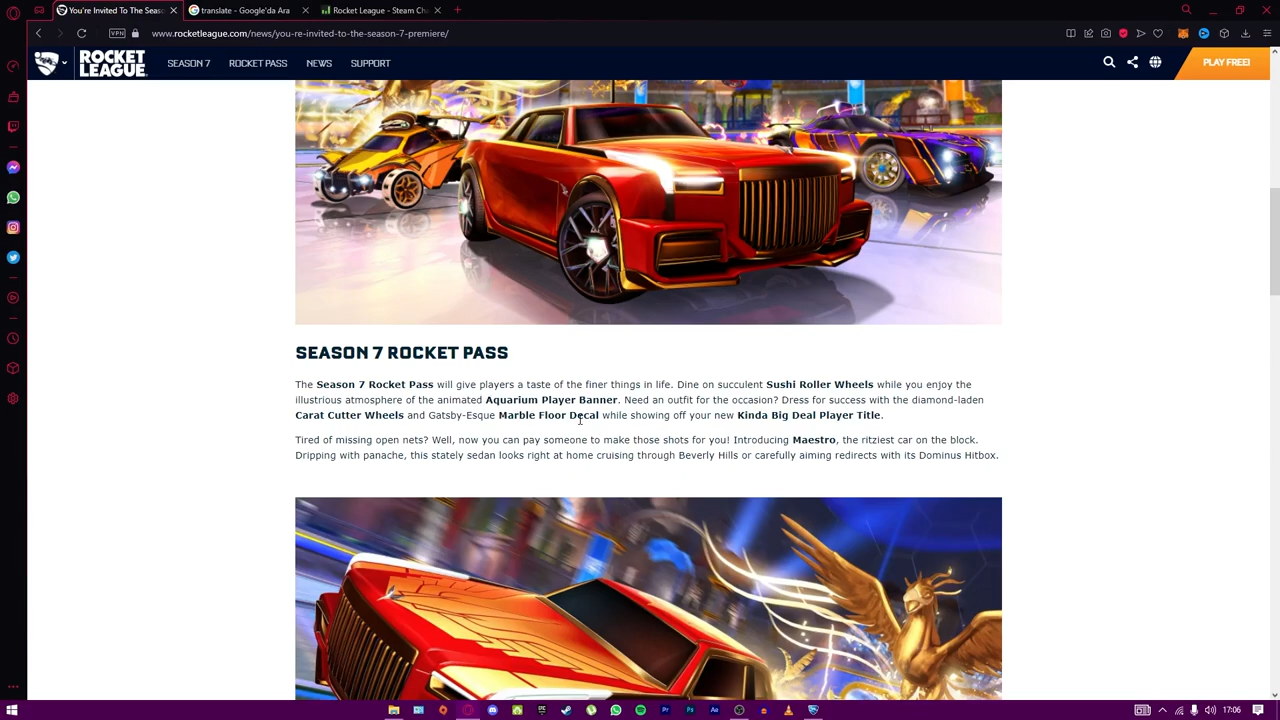 You're Invited To The Seaso
translate - Google'da Ara
Rocket League - Steam Ch
VPN
www.rocketleague.com/news/you-re-invited-to-the-season-7-premiere/
ROCKET LEAGUE
SEASON 7
ROCKET PASS
NEWS
SUPPORT
PLAY FREE!
SEASON 7 ROCKET PASS
The Season 7 Rocket Pass will give players a taste of the finer things in life. Dine on succulent Sushi Roller Wheels while you enjoy the
illustrious atmosphere of the animated Aquarium Player Banner. Need an outfit for the occasion? Dress for success with the diamond-laden
Carat Cutter Wheels and Gatsby-Esque Marble Floor Decal while showing off your new Kinda Big Deal Player Title.
Tired of missing open nets? Well, now you can pay someone to make those shots for you! Introducing Maestro, the ritziest car on the block.
Dripping with panache, this stately sedan looks right at home cruising through Beverly Hills or carefully aiming redirects with its Dominus Hitbox.
Pr
Ps
Au
17:06